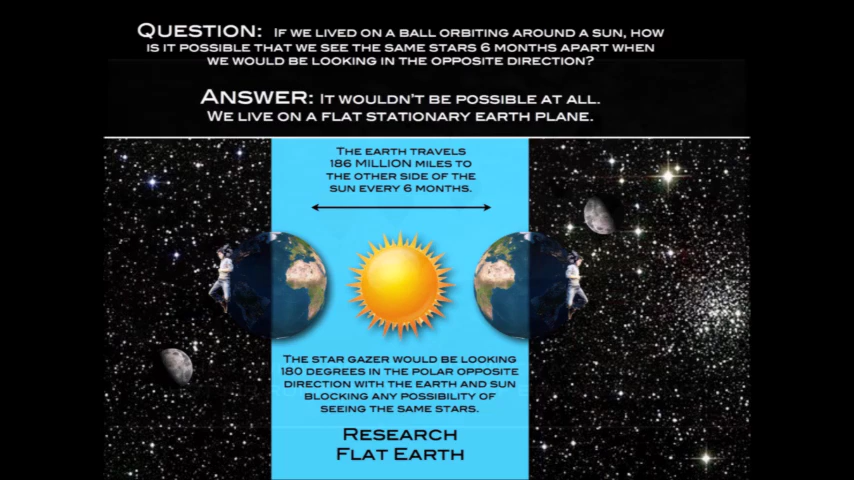 QUESTION: IF WE LIVED ON A BALL ORBITING AROUND A SUN, HOW
IS IT POSSIBLE THAT WE SEE THE SAME STARS 6 MONTHS APART WHEN
WE WOULD BE LOOKING IN THE OPPOSITE DIRECTION?
ANSWER: IT WOULDN'T BE POSSIBLE AT ALL.
WE LIVE ON A FLAT STATIONARY EARTH PLANE.
THE EARTH TRAVELS
186 MILLION MILES TO
THE OTHER SIDE OF THE
SUN EVERY 6 MONTHS.
THE STAR GAZER WOULD BE LOOKING
180 DEGREES IN THE POLAR OPPOSITE
DIRECTION WITH THE EARTH AND SUN
BLOCKING ANY POSSIBILITY OF
SEEING THE SAME STARS.
RESEARCH
FLAT EARTH